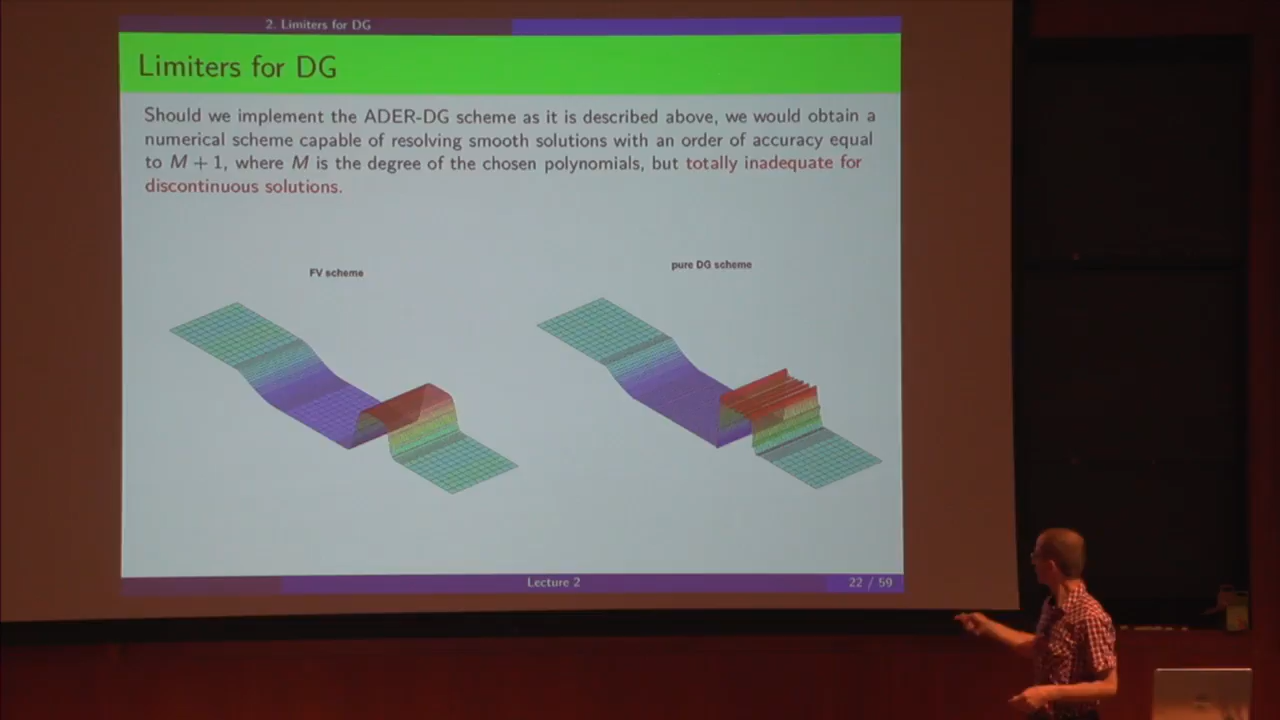 2. Limiters for DG
Limiters for DG
Should we implement the ADER-DG scheme as it is described above, we would obtain a
numerical scheme capable of resolving smooth solutions with an order of accuracy equal
to M + 1, where M is the degree of the chosen polynomials, but totally inadequate for
discontinuous solutions.
FV scheme
pure DG scheme
Lecture 2
22 / 59